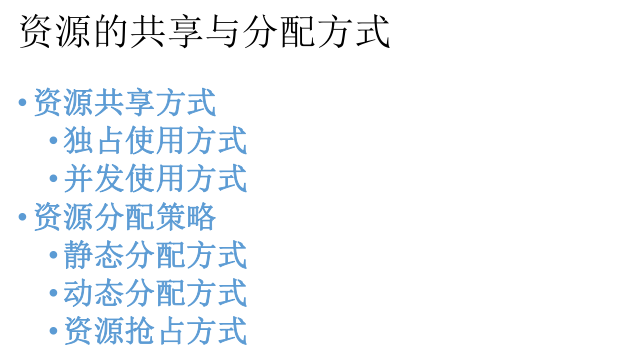 资源的共享与分配方式
•资源共享方式
•独占使用方式
•并发使用方式
•资源分配策略
•静态分配方式
•动态分配方式
•资源抢占方式